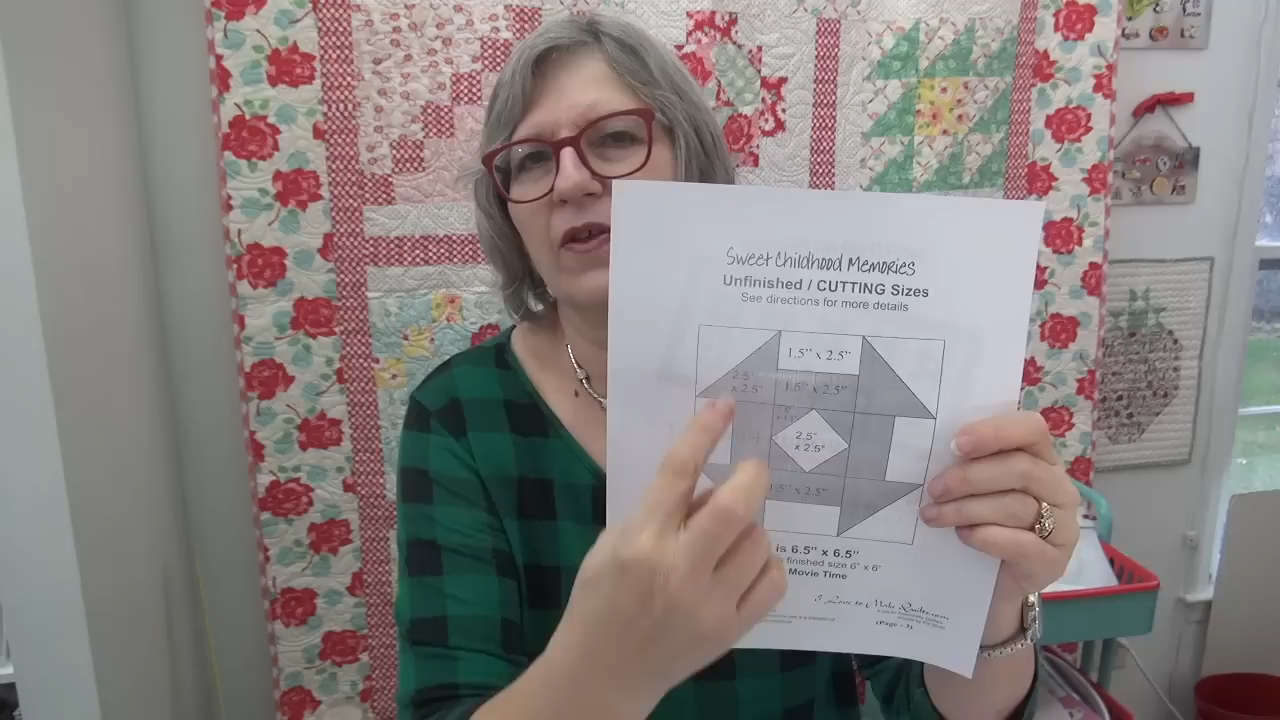 Sweet Childhood Memories
Unfinished / CUTTING Sizes
See directions for more details
1.5" x 2.5"
2.5"
x 2.5"
1.5" x 2.5"
2.5"
x 2.5"
1.5" x 2.5"
is 6.5" x 6.5"
finished size 6" x 6"
Movie Time
I Love to Make Quilts.com
(Page - 3)